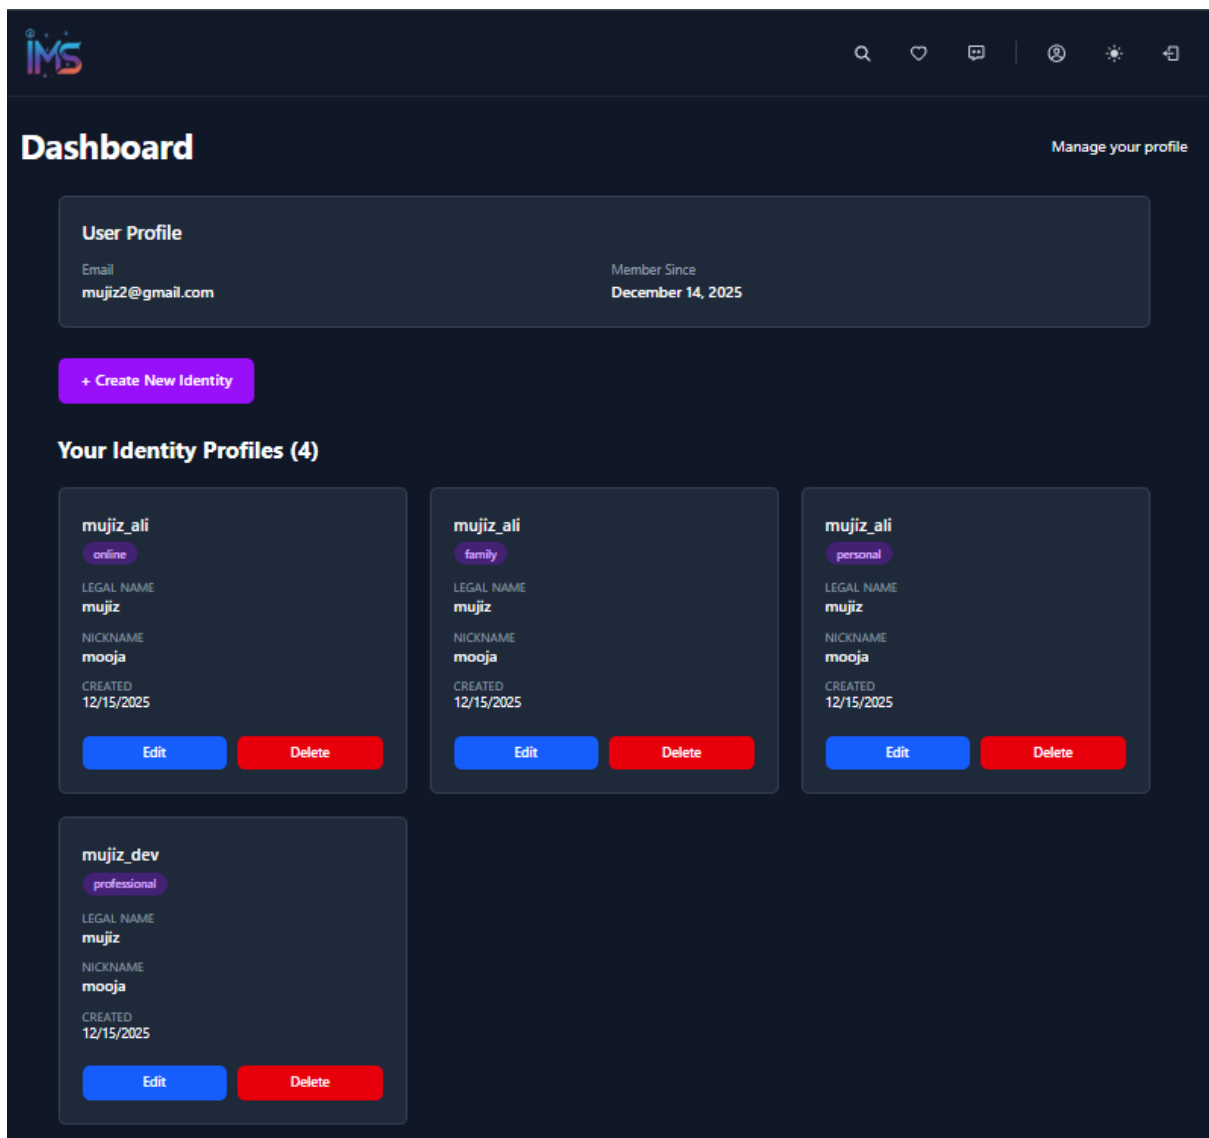 IMS
Dashboard
Manage your profile
User Profile
Email
mujiz2@gmail.com
Member Since
December 14, 2025
+ Create New Identity
Your Identity Profiles (4)
mujiz_ali
online
LEGAL NAME
mujiz
NICKNAME
mooja
CREATED
12/15/2025
Edit
Delete
mujiz_ali
family
LEGAL NAME
mujiz
NICKNAME
mooja
CREATED
12/15/2025
Edit
Delete
mujiz_ali
personal
LEGAL NAME
mujiz
NICKNAME
mooja
CREATED
12/15/2025
Edit
Delete
mujiz_dev
professional
LEGAL NAME
mujiz
NICKNAME
mooja
CREATED
12/15/2025
Edit
Delete